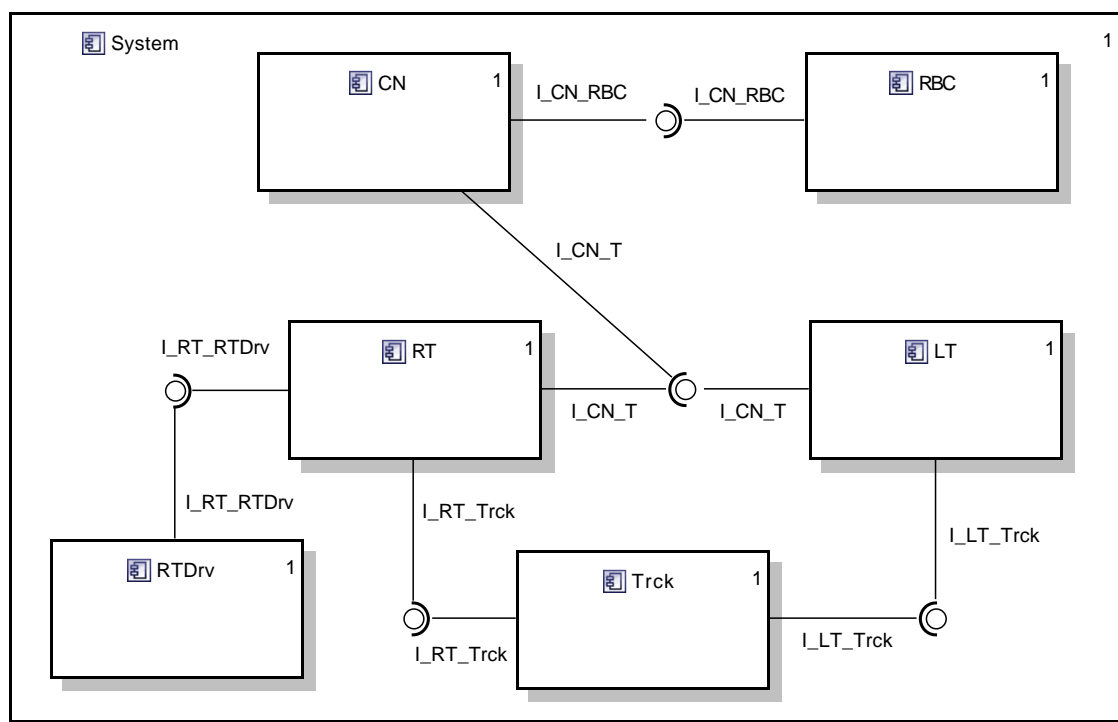 System
1
CN
1
I_CN_RBC
I_CN_RBC
RBC
1
I_CN_T
I_RT_RTDrv
RT
1
I_CN_T
I_CN_T
LT
1
I_RT_RTDrv
I_RT_Trck
I_LT_Trck
RTDrv
1
Trck
1
I_RT_Trck
I_LT_Trck